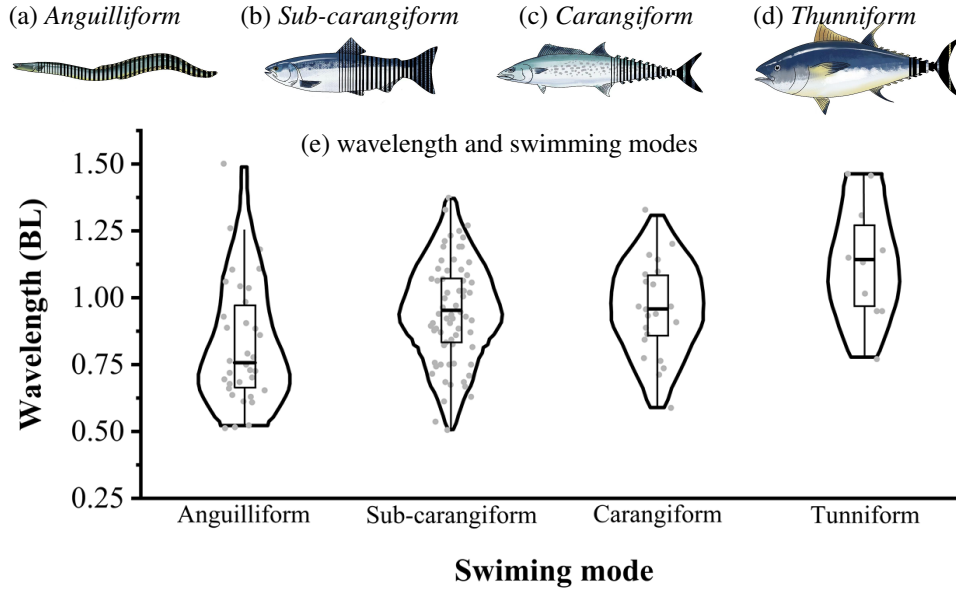 (a) Anguilliform (b) Sub-carangiform (c) Carangiform (d) Thunniform
(e) wavelength and swimming modes
Wavelength (BL)
1.50
1.25
1.00
0.75
0.50
0.25
Anguilliform Sub-carangiform Carangiform Tunniform
Swiming mode